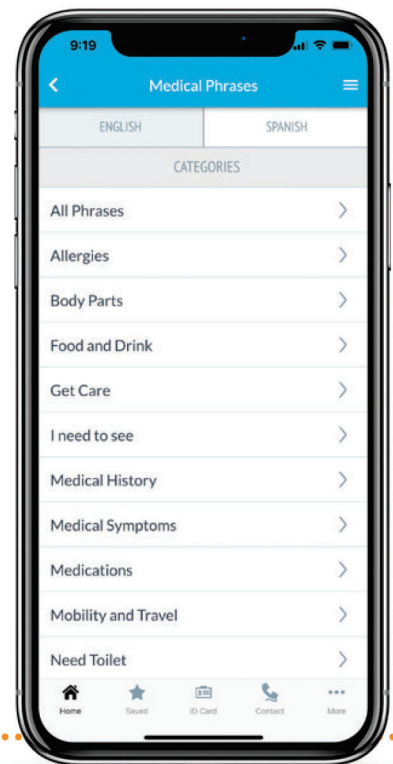 9:19
Medical Phrases
ENGLISH SPANISH
CATEGORIES
All Phrases
Allergies
Body Parts
Food and Drink
Get Care
I need to see
Medical History
Medical Symptoms
Medications
Mobility and Travel
Need Toilet
Home Saved ID Card Contact More